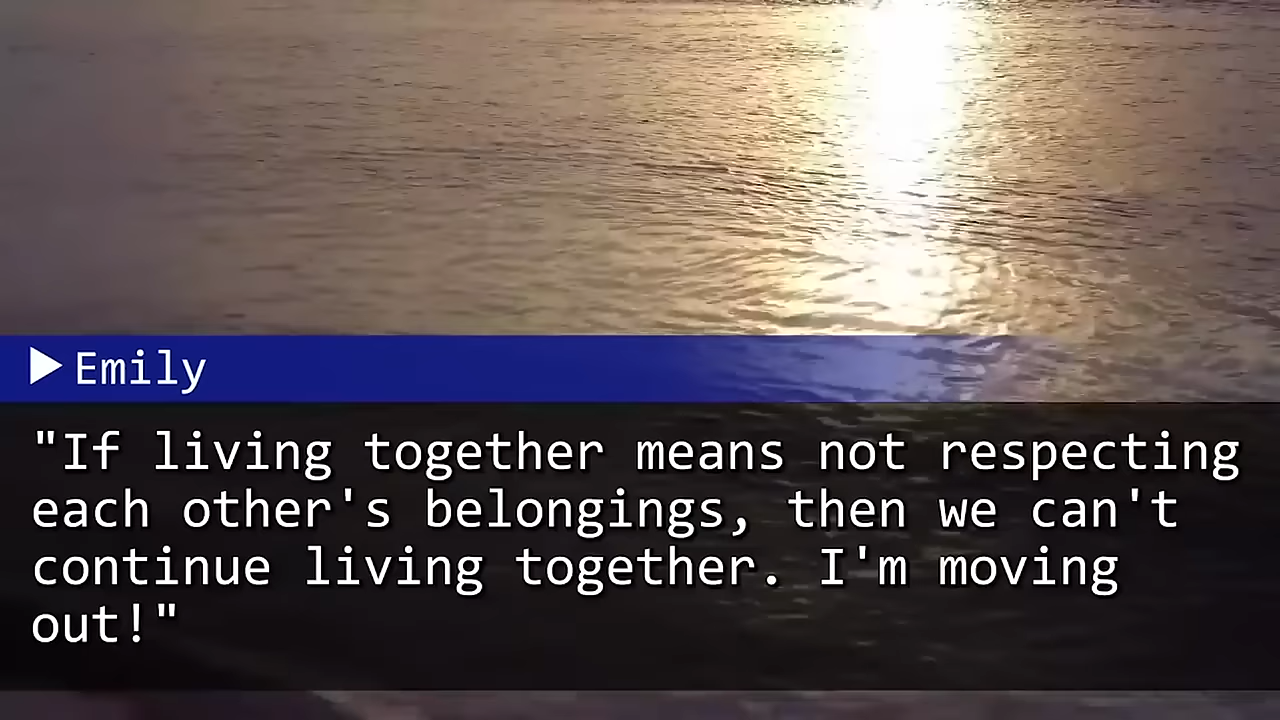 ▶Emily
"If living together means not respecting
each other's belongings, then we can't
continue living together. I'm moving
out!"